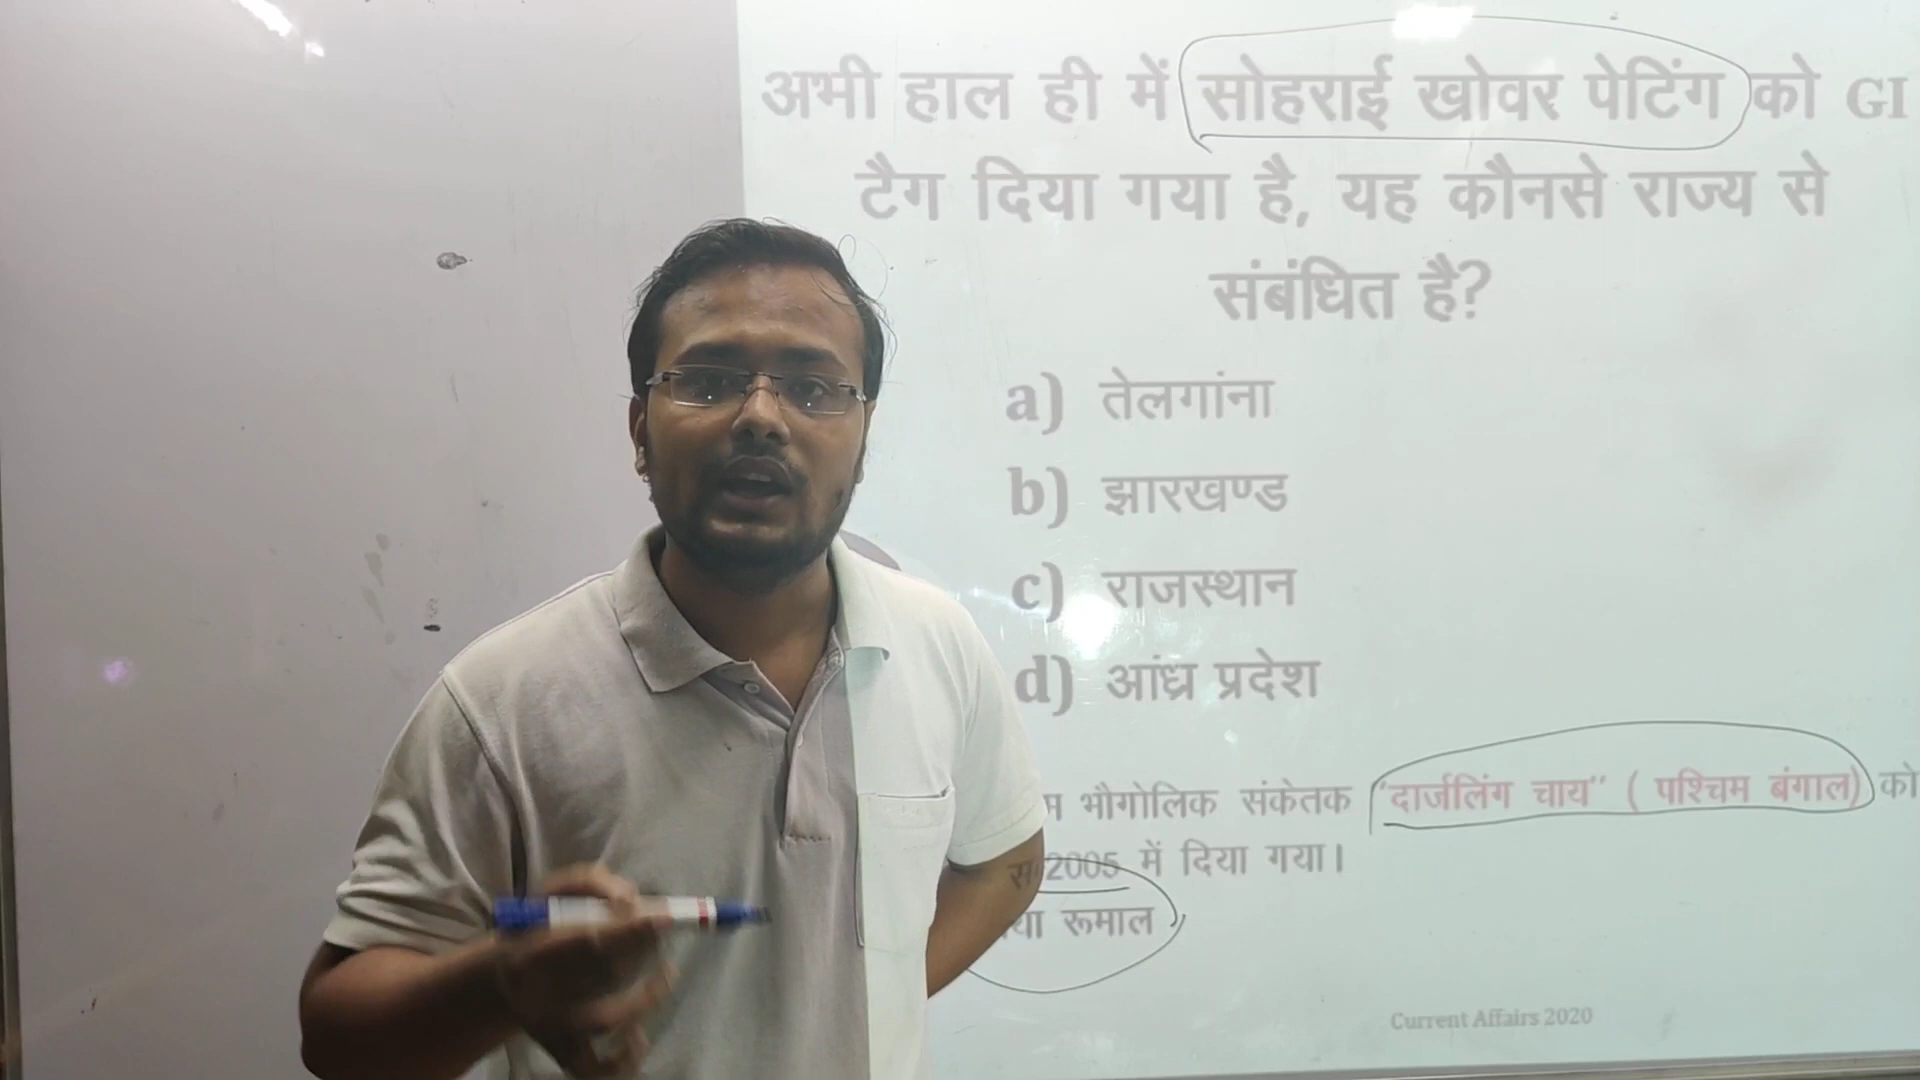 अभी हाल ही में सोहराई खोवर पेटिंग को GI
टैग दिया गया है, यह कौनसे राज्य से
संबंधित है?
a) तेलगांना
b) झारखण्ड
c) राजस्थान
d) आंध्र प्रदेश
भौगोलिक संकेतक "दार्जलिंग चाय" ( पश्चिम बंगाल) को
2005 में दिया गया।
रूमाल
Current Affairs 2020